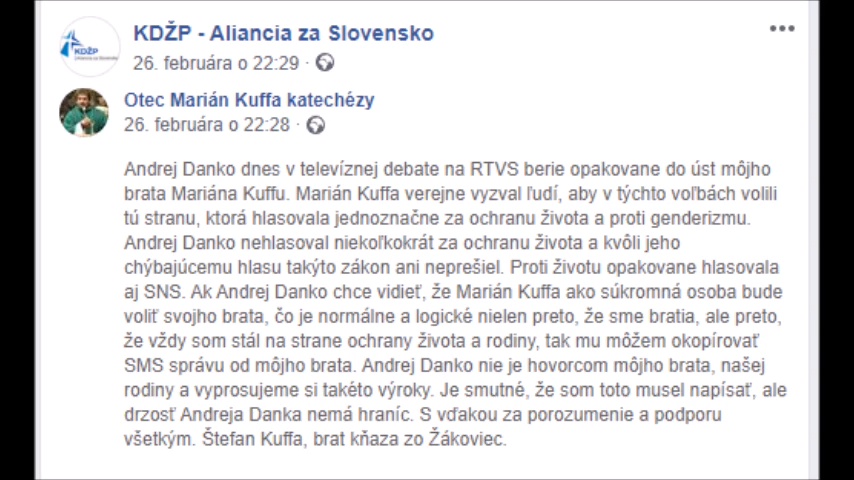 KDŽP - Aliancia za Slovensko
26. februára o 22:29 ·
KDŽP
Aliancia za Slovensko
Otec Marián Kuffa katechézy
26. februára o 22:28 ·
Andrej Danko dnes v televíznej debate na RTVS berie opakovane do úst môjho
brata Mariána Kuffu. Marián Kuffa verejne vyzval ľudí, aby v týchto voľbách volili
tú stranu, ktorá hlasovala jednoznačne za ochranu života a proti genderizmu.
Andrej Danko nehlasoval niekoľkokrát za ochranu života a kvôli jeho
chýbajúcemu hlasu takýto zákon ani neprešiel. Proti životu opakovane hlasovala
aj SNS. Ak Andrej Danko chce vidieť, že Marián Kuffa ako súkromná osoba bude
voliť svojho brata, čo je normálne a logické nielen preto, že sme bratia, ale preto,
že vždy som stál na strane ochrany života a rodiny, tak mu môžem okopírovať
SMS správu od môjho brata. Andrej Danko nie je hovorcom môjho brata, našej
rodiny a vyprosujeme si takéto výroky. Je smutné, že som toto musel napísať, ale
drzosť Andreja Danka nemá hraníc. S vďakou za porozumenie a podporu
všetkým. Štefan Kuffa, brat kňaza zo Žákoviec.